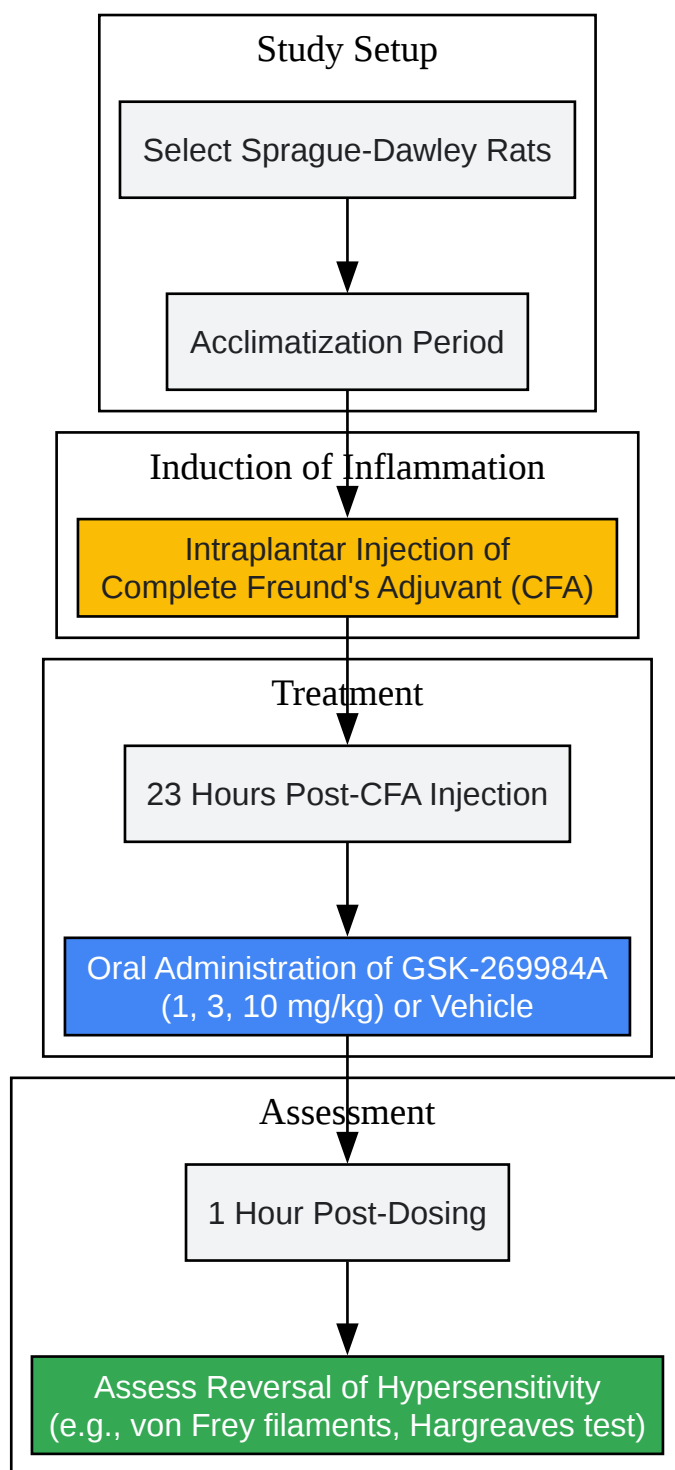 Study Setup
Select Sprague-Dawley Rats
Acclimatization Period
Induction of Inflammation
Intraplantar Injection of
Complete Freund's Adjuvant (CFA)
Treatment
23 Hours Post-CFA Injection
Oral Administration of GSK-269984A
(1, 3, 10 mg/kg) or Vehicle
Assessment
1 Hour Post-Dosing
Assess Reversal of Hypersensitivity
(e.g., von Frey filaments, Hargreaves test)